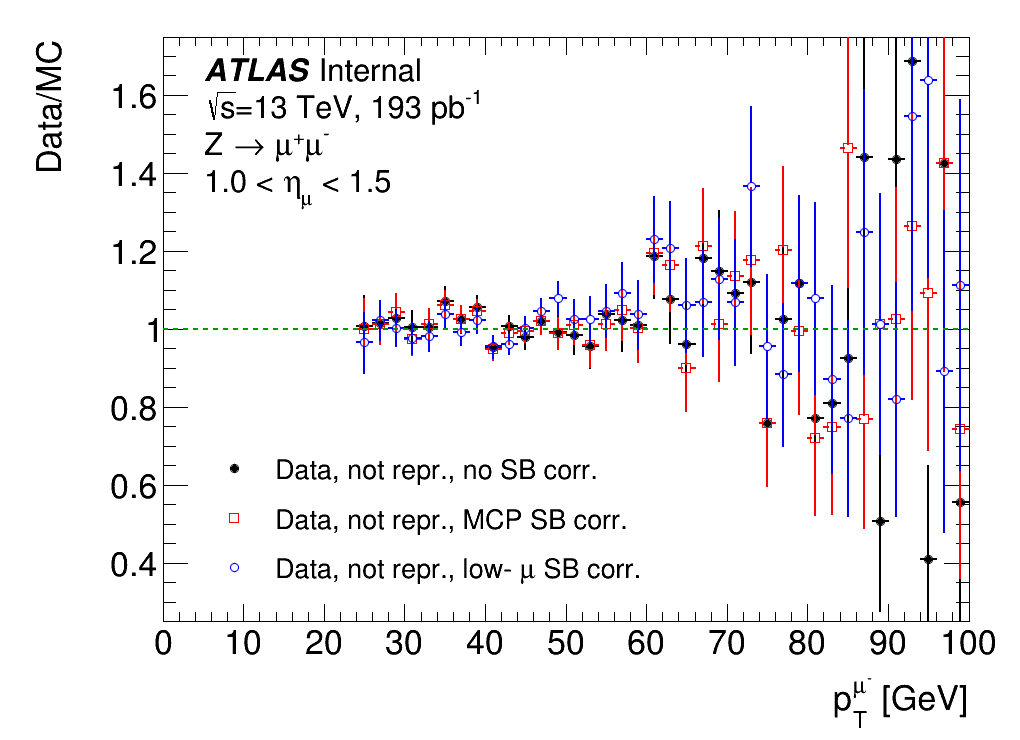 Data/MC
ATLAS Internal
√s=13 TeV, 193 pb⁻¹
Z → μ⁺μ⁻
1.0 < η_μ < 1.5
1.6
1.4
1.2
1
0.8
0.6
0.4
Data, not repr., no SB corr.
Data, not repr., MCP SB corr.
Data, not repr., low- μ SB corr.
0 10 20 30 40 50 60 70 80 90 100
p_T^μ⁻ [GeV]